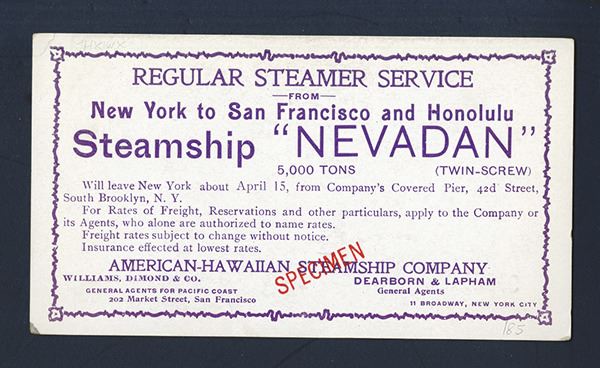 REGULAR STEAMER SERVICE
FROM
New York to San Francisco and Honolulu
Steamship "NEVADAN"
5,000 TONS (TWIN-SCREW)
Will leave New York about April 15, from Company's Covered Pier, 42d Street,
South Brooklyn, N. Y.
For Rates of Freight, Reservations and other particulars, apply to the Company or
its Agents, who alone are authorized to name rates.
Freight rates subject to change without notice.
Insurance effected at lowest rates.
SPECIMEN
AMERICAN-HAWAIIAN STEAMSHIP COMPANY
WILLIAMS, DIMOND & CO.
GENERAL AGENTS FOR PACIFIC COAST
202 Market Street, San Francisco
DEARBORN & LAPHAM
General Agents
11 BROADWAY, NEW YORK CITY
185